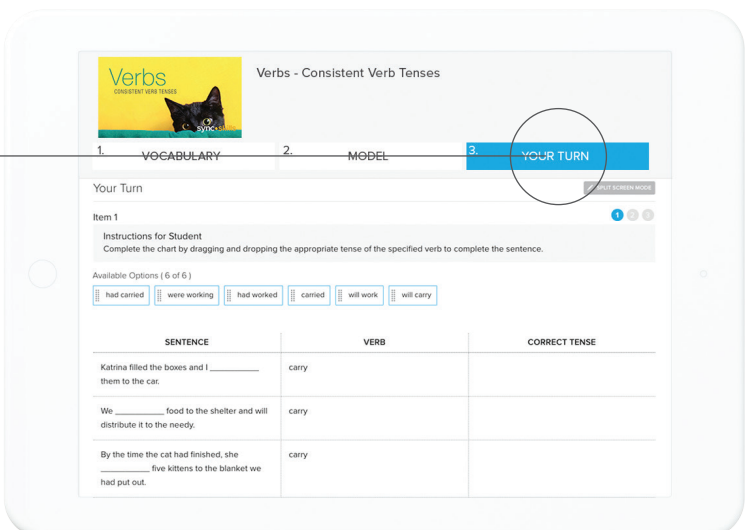 Verbs
CONSISTENT VERB TENSES
sync skills
Verbs - Consistent Verb Tenses
1. VOCABULARY
2. MODEL
3. YOUR TURN
Your Turn
SPLIT SCREEN MODE
Item 1
1 2 3
Instructions for Student
Complete the chart by dragging and dropping the appropriate tense of the specified verb to complete the sentence.
Available Options ( 6 of 6 )
had carried
were working
had worked
carried
will work
will carry
SENTENCE
VERB
CORRECT TENSE
Katrina filled the boxes and I __________
them to the car.
carry
We __________ food to the shelter and will
distribute it to the needy.
carry
By the time the cat had finished, she
__________ five kittens to the blanket we
had put out.
carry